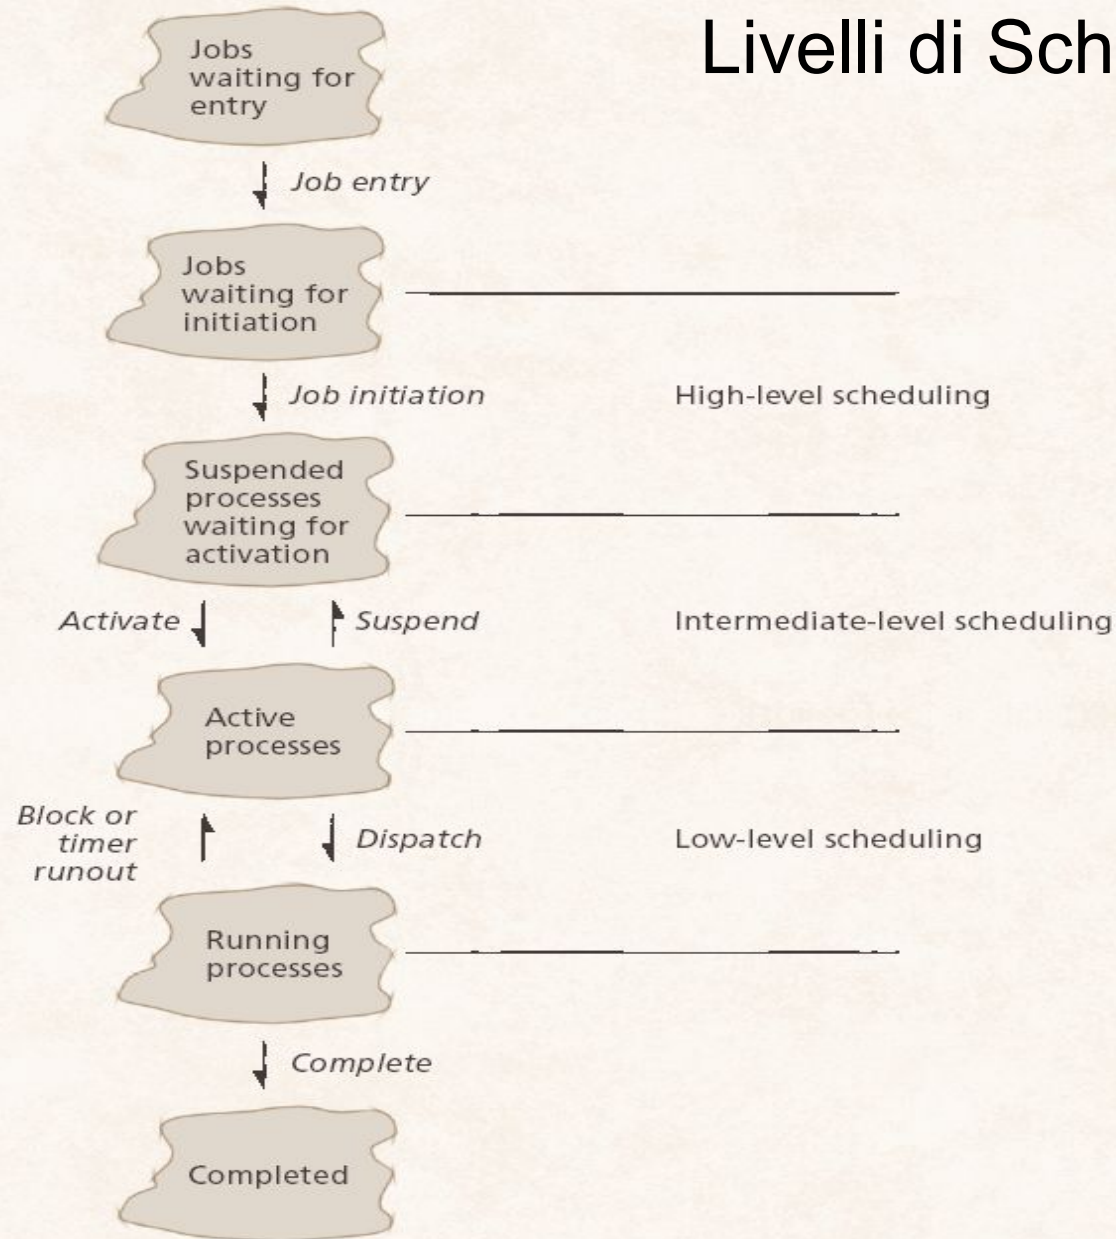 Livelli di Sch
Jobs
waiting for
entry
Job entry
Jobs
waiting for
initiation
Job initiation
High-level scheduling
Suspended
processes
waiting for
activation
Activate
Suspend
Intermediate-level scheduling
Active
processes
Block or
timer
runout
Dispatch
Low-level scheduling
Running
processes
Complete
Completed